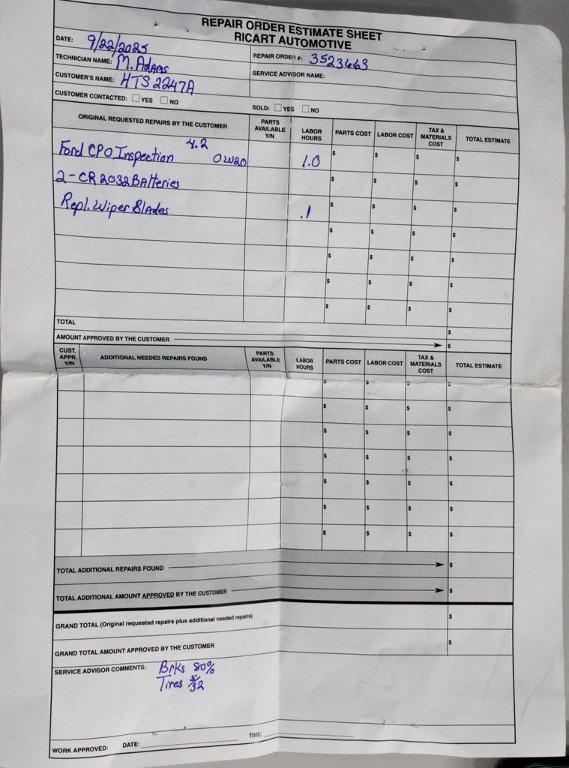 REPAIR ORDER ESTIMATE SHEET
RICART AUTOMOTIVE
DATE: 9/22/2025
REPAIR ORDER #: 3523663
TECHNICIAN NAME: M. Adams
SERVICE ADVISOR NAME:
CUSTOMER'S NAME: HTS2247A
CUSTOMER CONTACTED: YES NO
SOLD: YES NO
ORIGINAL REQUESTED REPAIRS BY THE CUSTOMER PARTS AVAILABLE Y/N LABOR HOURS PARTS COST LABOR COST TAX & MATERIALS COST TOTAL ESTIMATE
4.2
Ford CPO Inspection 0W20 1.0 $ $ $ $
2-CR2032 BAtteries $ $ $ $
Repl. Wiper Blades .1 $ $ $ $
$ $ $ $
$ $ $ $
$ $ $ $
$ $ $ $
TOTAL $
AMOUNT APPROVED BY THE CUSTOMER $
CUST. APPR. Y/N ADDITIONAL NEEDED REPAIRS FOUND PARTS AVAILABLE Y/N LABOR HOURS PARTS COST LABOR COST TAX & MATERIALS COST TOTAL ESTIMATE
$ $ $ $
$ $ $ $
$ $ $ $
$ $ $ $
$ $ $ $
$ $ $ $
$ $ $ $
TOTAL ADDITIONAL REPAIRS FOUND $
TOTAL ADDITIONAL AMOUNT APPROVED BY THE CUSTOMER $
GRAND TOTAL (Original requested repairs plus additional needed repairs) $
GRAND TOTAL AMOUNT APPROVED BY THE CUSTOMER $
SERVICE ADVISOR COMMENTS: Brks 80%
Tires 5/32
WORK APPROVED: DATE: TIME: